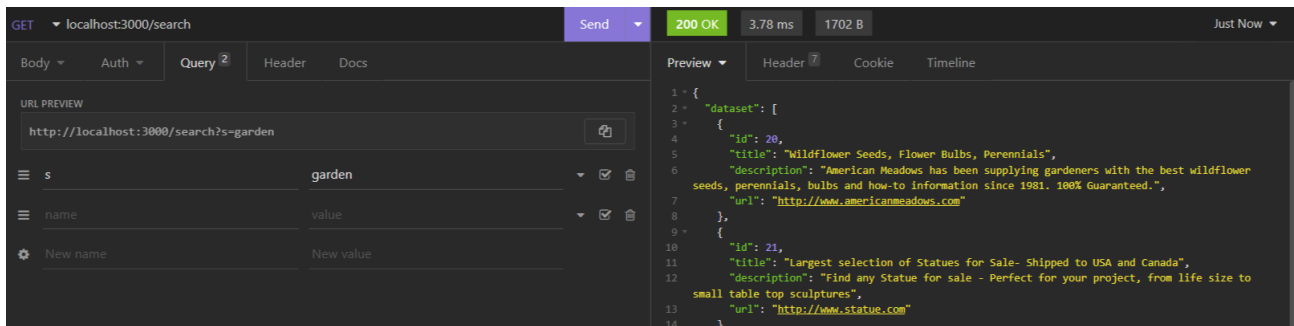 GET localhost:3000/search Send 200 OK 3.78 ms 1702 B Just Now
Body Auth Query 2 Header Docs
URL PREVIEW
http://localhost:3000/search?s=garden
s garden
name value
New name New value
Preview Header 7 Cookie Timeline
1 {
2 "dataset": [
3 {
4 "id": 20,
5 "title": "Wildflower Seeds, Flower Bulbs, Perennials",
6 "description": "American Meadows has been supplying gardeners with the best wildflower
seeds, perennials, bulbs and how-to information since 1981. 100% Guaranteed.",
7 "url": "http://www.americanmeadows.com"
8 },
9 {
10 "id": 21,
11 "title": "Largest selection of Statues for Sale- Shipped to USA and Canada",
12 "description": "Find any Statue for sale - Perfect for your project, from life size to
small table top sculptures",
13 "url": "http://www.statue.com"
14 }